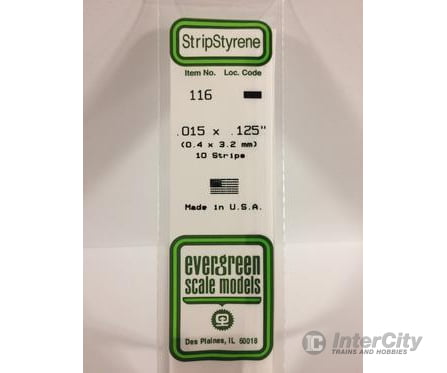 StripStyrene
Item No. Loc. Code
116
.015 x .125"
(0.4 x 3.2 mm)
10 Strips
Made in U.S.A.
evergreen
scale models
Des Plaines, IL 60018
IC InterCity
TRAINS AND HOBBIES